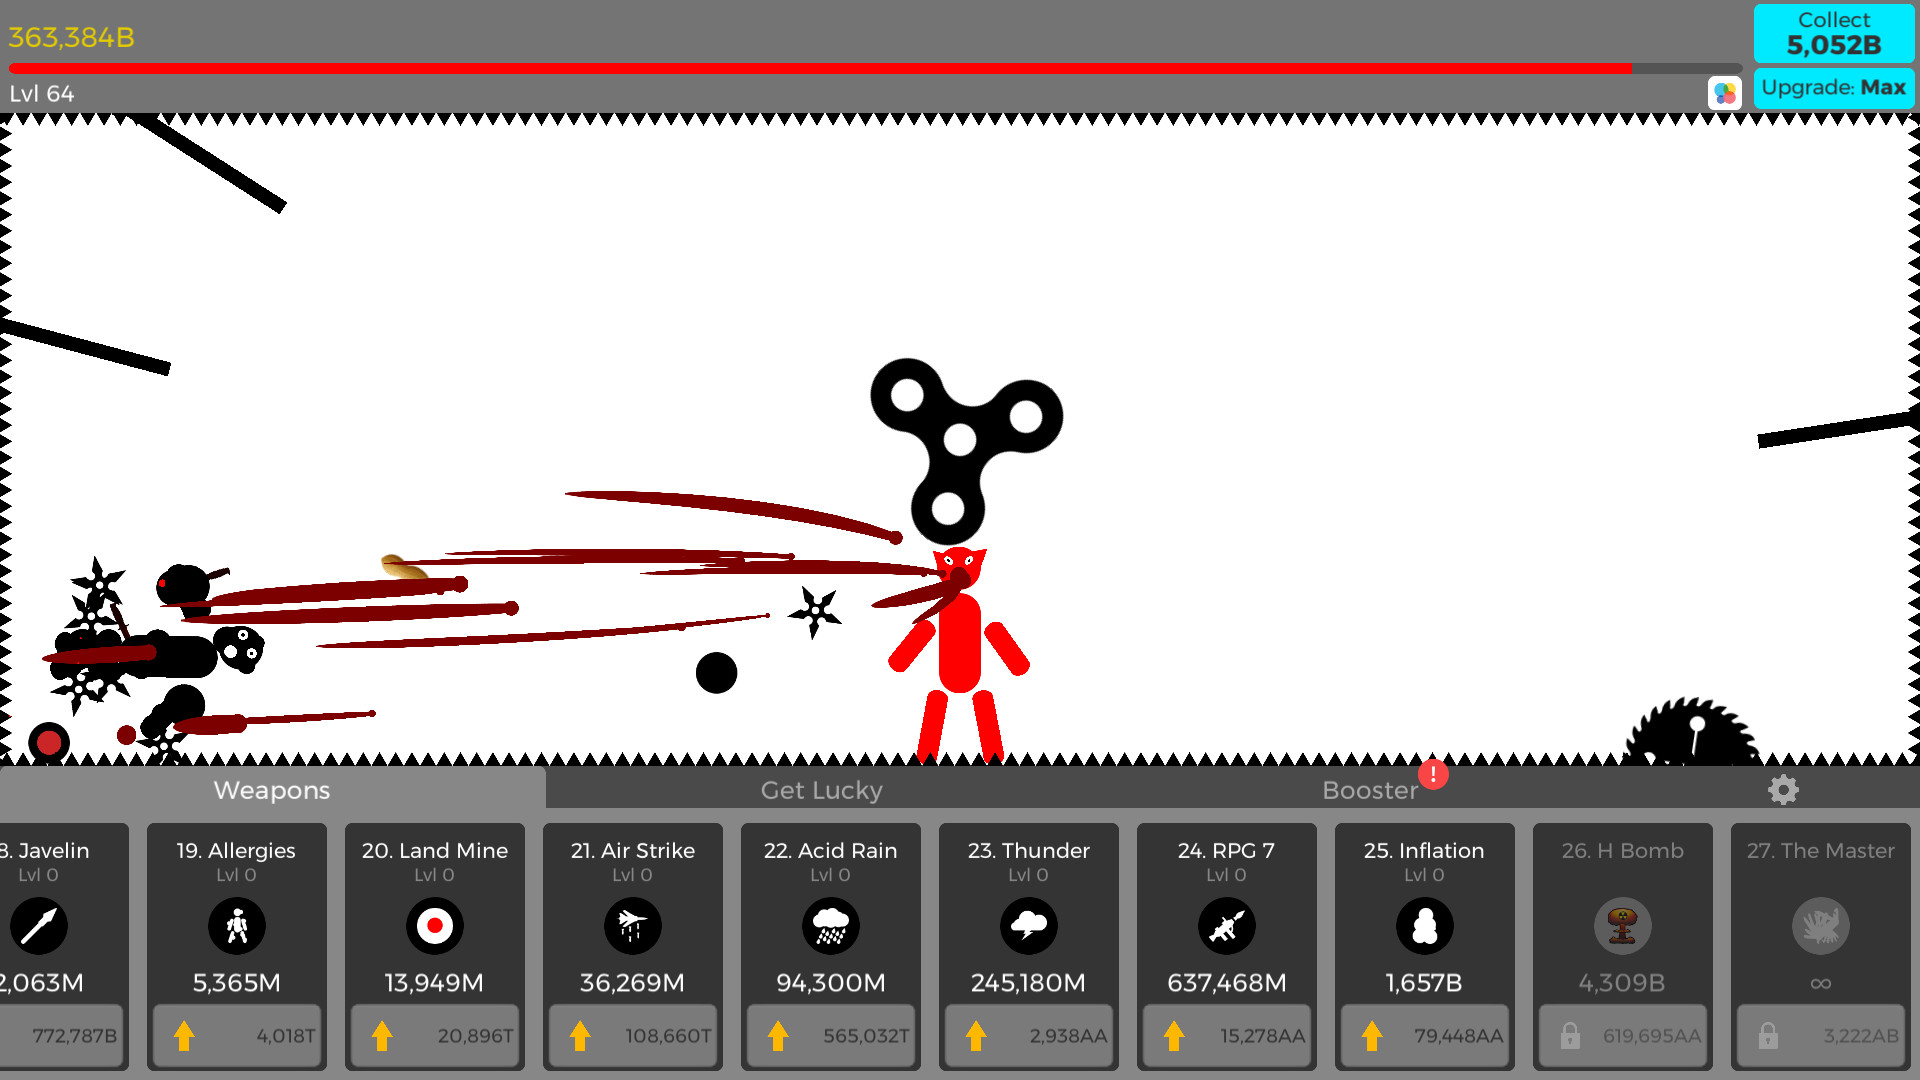 363,384B
Collect
5,052B
Lvl 64
Upgrade: Max
Weapons
Get Lucky
Booster
!
8. Javelin
Lvl 0
2,063M
772,787B
19. Allergies
Lvl 0
5,365M
4,018T
20. Land Mine
Lvl 0
13,949M
20,896T
21. Air Strike
Lvl 0
36,269M
108,660T
22. Acid Rain
Lvl 0
94,300M
565,032T
23. Thunder
Lvl 0
245,180M
2,938AA
24. RPG 7
Lvl 0
637,468M
15,278AA
25. Inflation
Lvl 0
1,657B
79,448AA
26. H Bomb
4,309B
619,695AA
27. The Master
∞
3,222AB